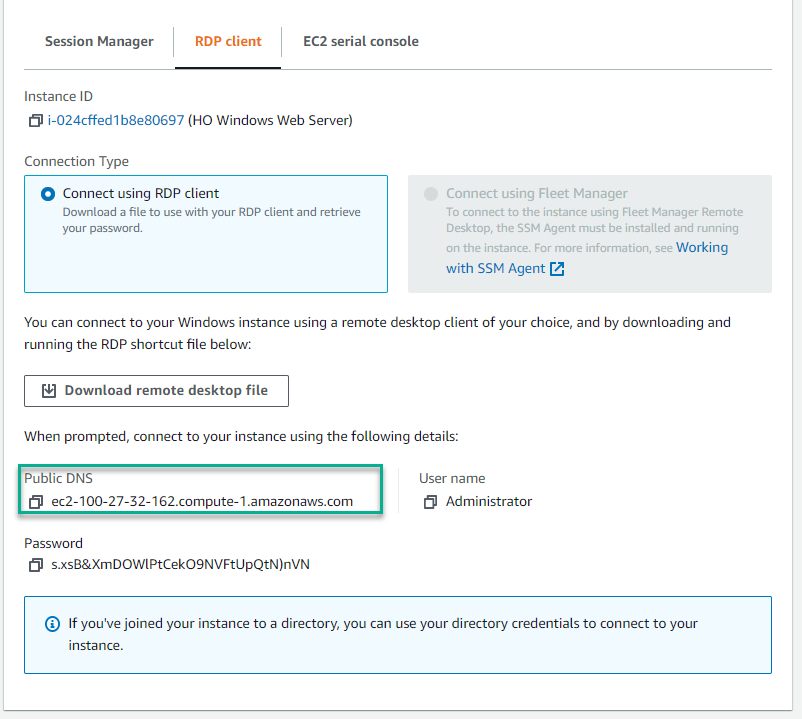 Session Manager
RDP client
EC2 serial console
Instance ID
i-024cffed1b8e80697 (HO Windows Web Server)
Connection Type
Connect using RDP client
Download a file to use with your RDP client and retrieve
your password.
Connect using Fleet Manager
To connect to the instance using Fleet Manager Remote
Desktop, the SSM Agent must be installed and running
on the instance. For more information, see Working
with SSM Agent
You can connect to your Windows instance using a remote desktop client of your choice, and by downloading and
running the RDP shortcut file below:
Download remote desktop file
When prompted, connect to your instance using the following details:
Public DNS
ec2-100-27-32-162.compute-1.amazonaws.com
User name
Administrator
Password
s.xsB&XmDOWlPtCekO9NVFtUpQtN)nVN
If you've joined your instance to a directory, you can use your directory credentials to connect to your
instance.